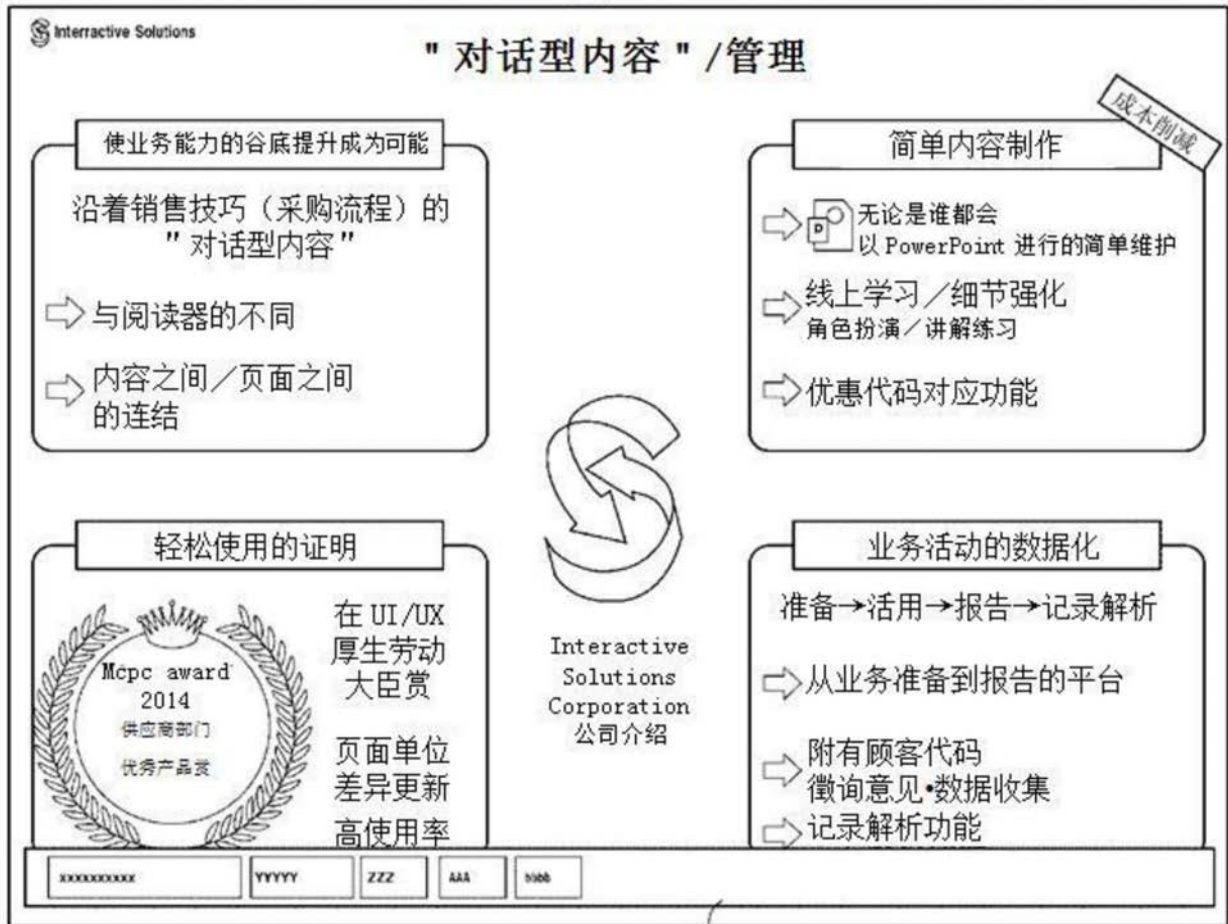 Interractive Solutions
"对话型内容"/管理
使业务能力的谷底提升成为可能
沿着销售技巧（采购流程）的
"对话型内容"
与阅读器的不同
内容之间／页面之间
的连结
成本削减
简单内容制作
D
无论是谁都会
以 PowerPoint 进行的简单维护
线上学习／细节强化
角色扮演／讲解练习
优惠代码对应功能
轻松使用的证明
Mcpc award
2014
供应商部门
优秀产品赏
在 UI/UX
厚生劳动
大臣赏
页面单位
差异更新
高使用率
Interactive
Solutions
Corporation
公司介绍
业务活动的数据化
准备→活用→报告→记录解析
从业务准备到报告的平台
附有顾客代码
徵询意见•数据收集
记录解析功能
xxxxxxxxxx
YYYYY
ZZZ
AAA
bbbb